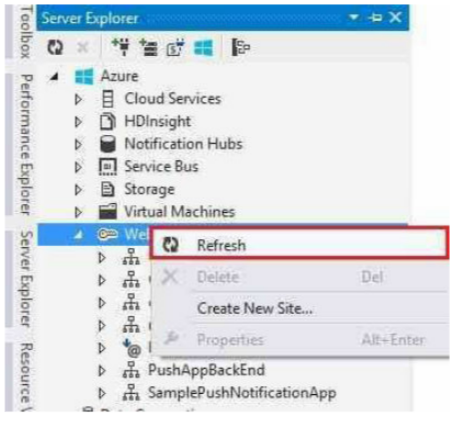 Toolbox
Performance Explorer
Server Explorer
Resource
Server Explorer
Azure
Cloud Services
HDInsight
Notification Hubs
Service Bus
Storage
Virtual Machines
We
Refresh
Delete Del
Create New Site...
Properties Alt+Enter
PushAppBackEnd
SamplePushNotificationApp